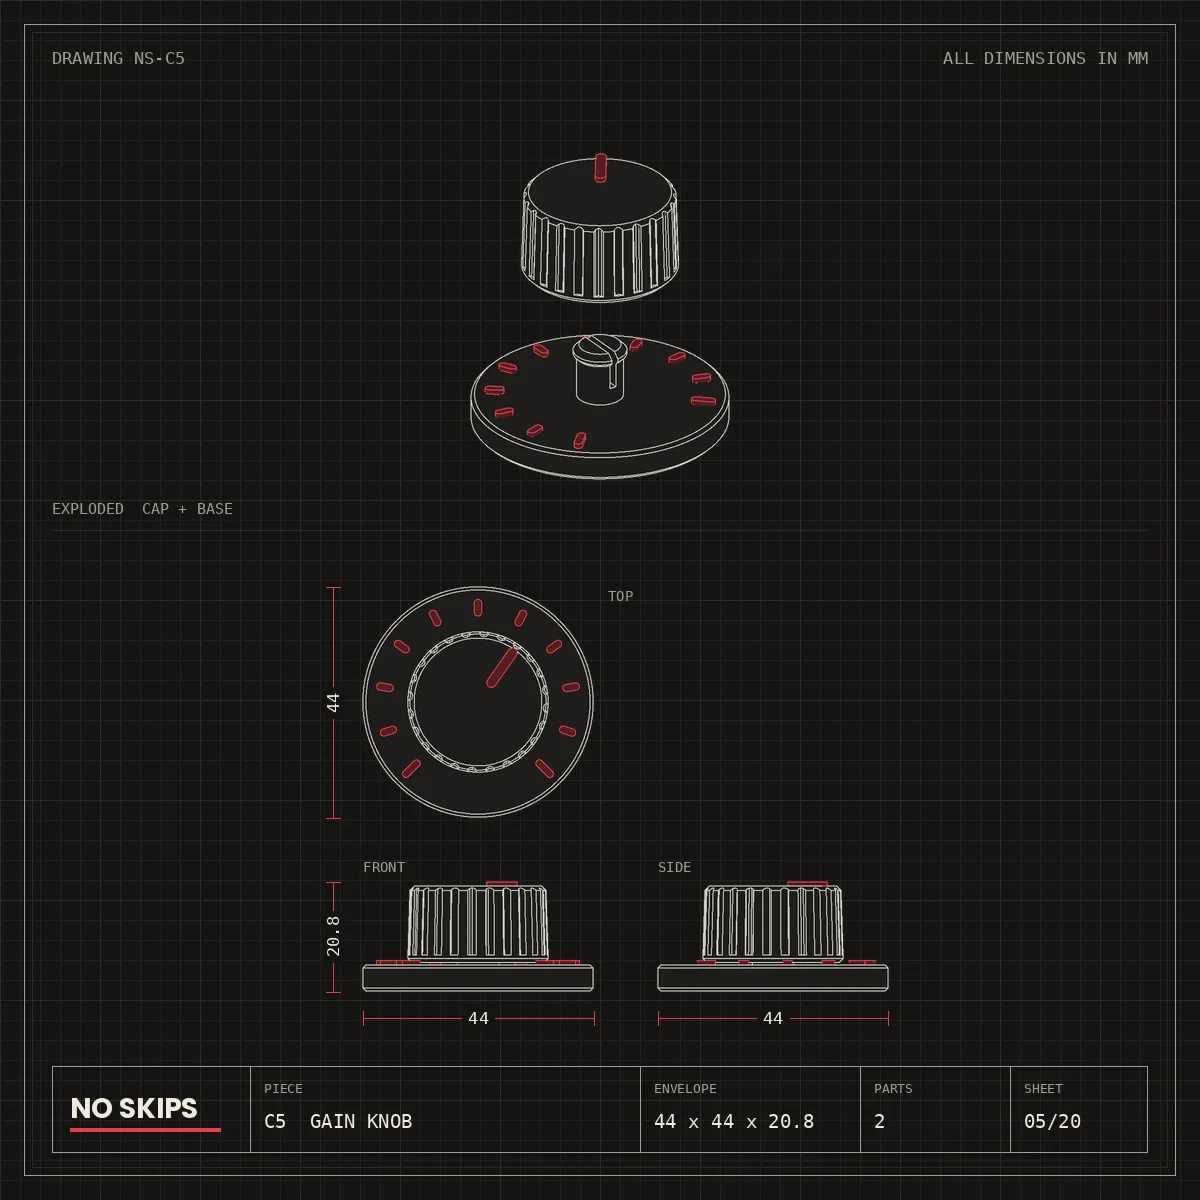 DRAWING NS-C5
ALL DIMENSIONS IN MM
EXPLODED  CAP + BASE
TOP
44
FRONT
SIDE
20.8
44
44
NO SKIPS
PIECE
C5  GAIN KNOB
ENVELOPE
44 x 44 x 20.8
PARTS
2
SHEET
05/20